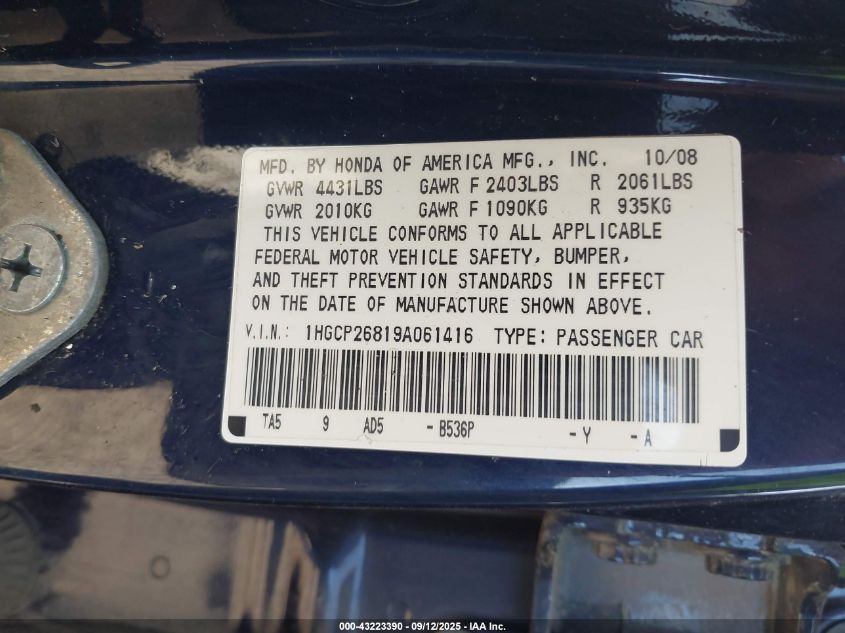 MFD. BY HONDA OF AMERICA MFG., INC. 10/08
GVWR 4431LBS GAWR F 2403LBS R 2061LBS
GVWR 2010KG GAWR F 1090KG R 935KG
THIS VEHICLE CONFORMS TO ALL APPLICABLE
FEDERAL MOTOR VEHICLE SAFETY, BUMPER,
AND THEFT PREVENTION STANDARDS IN EFFECT
ON THE DATE OF MANUFACTURE SHOWN ABOVE.
V.I.N.: 1HGCP26819A061416 TYPE: PASSENGER CAR
TA5 9 AD5 - B536P - Y - A
000-43223390 - 09/12/2025 - IAA Inc.